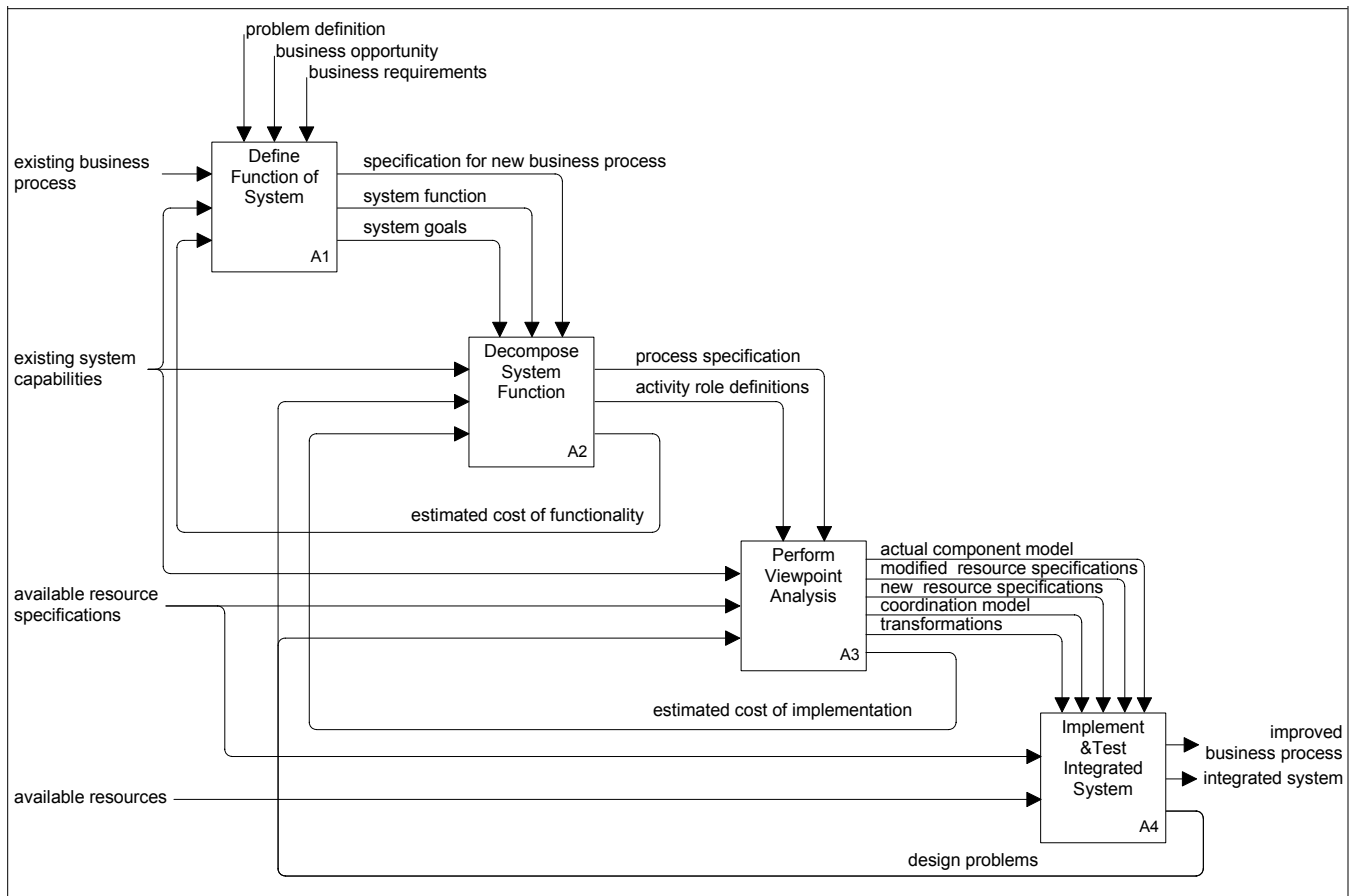 problem definition
business opportunity
business requirements
existing business
process
Define
Function of
System
A1
specification for new business process
system function
system goals
existing system
capabilities
Decompose
System
Function
A2
process specification
activity role definitions
estimated cost of functionality
available resource
specifications
Perform
Viewpoint
Analysis
A3
actual component model
modified resource specifications
new resource specifications
coordination model
transformations
estimated cost of implementation
available resources
Implement
&Test
Integrated
System
A4
improved
business process
integrated system
design problems